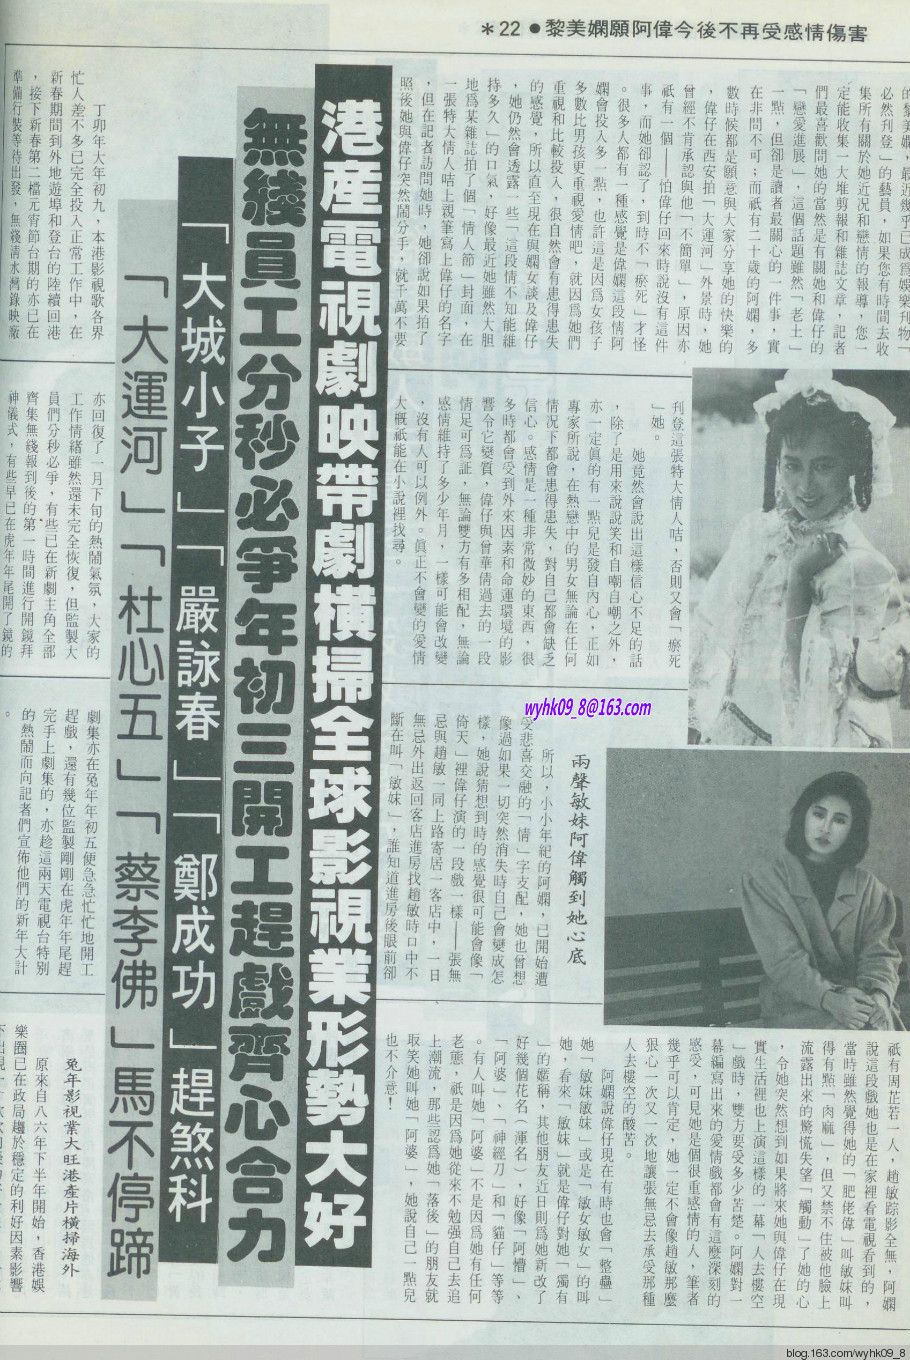 *22●黎美嫻願阿偉今後不再受感情傷害
的黎美嫻,最近幾乎已成為娛樂刊物「
必然刊登」的藝員,如果您有時間去收
集所有關於她近況和戀情的報導,您一
定能收集一大堆剪報和雜誌文章,記者
們最喜歡問她的當然是有關她和偉仔的
「戀愛進展」,這個話題雖然「老土」
一點,但卻是讀者最關心的一件事,實
在非問不可;而祇有二十歲的阿嫻,多
數時候都是願意與大家分享她的快樂的
,偉仔在西安拍「大運河」外景時,她
曾經不肯承認與他「不簡單」,原因亦
祇有一個——怕偉仔回來時說沒有這件
事,而她卻認了,到時不「瘀死」才怪
。很多人都有一種感覺是偉嫻這段情阿
嫻會投入多一點,也許這是因爲女孩子
多數比男孩更重視愛情吧,就因爲她們
重視和比較投入,很自然會有患得患失
的感覺,所以直至現在與嫻女談及偉仔
,她仍然會透露一些「這段情不知能維
持多久」的口氣,好像最近她雖然大胆
地爲某雜誌拍了個「情人節」封面,在
一張特大情人咭上親筆寫上偉仔的名字
,但在記者訪問她時,她卻說如果拍了
照後她與偉仔突然鬧分手,就千萬不要
刊登這張特大情人咭,否則又會「瘀死
」她。
她竟然會說出這樣信心不足的話
,除了是用來說說笑和自嘲自嘲之外,
亦一定眞的有一點兒是發自內心,正如
專家所說,在熱戀中的男女無論在任何
情況下都會患得患失,對自己都會缺乏
信心。感情是一種非常微妙的東西,很
多時都會受到外來因素和命運環境的影
響令它變質,偉仔與曾華倩過去的一段
情足可爲証,無論雙方有多相配,無論
感情維持了多少年月,一樣可能會改變
,沒有人可以例外。眞正不會變的愛情
大概祇能在小說裡找尋。
wyhk09_8@163.com
兩聲敏妹阿偉觸到她心底
所以,小小年紀的阿嫻,已開始遭
受悲喜交融的「情」字支配,她也曾想
像過如果一切突然消失時自己會變成怎
樣,她說猜想到時的感覺很可能會像「
倚天」裡偉仔演的一段戲一樣——張無
忌與趙敏一同上路寄居一客店中,一日
無忌外出返回客店進房找趙敏時口中不
斷在叫「敏妹」,誰知道進房後眼前卻
祇有周芷若一人,趙敏踪影全無,阿嫻
說這段戲她也是在家裡看電視看到的,
當時雖然覺得她的「肥佬偉」叫敏妹叫
得有點「肉麻」,但又禁不住被他臉上
流露出來的驚慌失望「觸動」了她的心
,令她突然想到如果將來她與偉仔在現
實生活裡也上演這樣的一幕「人去樓空
」戲時,雙方要受多少苦楚。阿嫻對一
幕編寫出來的愛情戲都會有這麼深刻的
感受,可見她是個很重感情的人,筆者
幾乎可以肯定,她一定不會像趙敏那麼
狠心一次又一次地讓張無忌去承受那種
人去樓空的酸苦。
阿嫻說偉仔現在有時也會「整蠱」
她「敏妹敏妹」或是「敏女敏女」的叫
她,看來「敏妹」就是偉仔對她「獨有
」的嫟稱,其他朋友近日則爲她新改了
好幾個花名(渾名),好像「阿懵」、
「阿婆」、「神經刀」和「貓仔」等等
。有人叫她「阿婆」不是因爲她有任何
老態,祇是因爲她從來不勉强自己去追
上潮流,那些認爲她「落後」的朋友就
取笑她叫她「阿婆」,她說自己一點兒
也不介意!
港產電視劇映帶劇橫掃全球影視業形勢大好
無綫員工分秒必爭年初三開工趕戲齊心合力
「大城小子」「嚴詠春」「鄭成功」趕煞科
「大運河」「杜心五」「蔡李佛」馬不停蹄
丁卯年大年初九,本港影視歌各界
忙人差不多已完全投入正常工作中,在
新春期間到外地遊埠和登台的陸續回港
,接下新春第二檔元宵節台期的亦已在
準備行裝等待出發,無綫清水灣錄映廠
亦回復了一月下旬的熱鬧氣氛,大家的
工作情緒雖然還未完全恢復,但監製大
員們分秒必爭,有些已在新劇主角全部
齊集無綫報到後的第一時間進行開鏡拜
神儀式,有些早已在虎年年尾開了鏡的
劇集亦在兔年年初五便急急忙忙地開工
趕戲,還有幾位監製剛剛在虎年年尾趕
完手上劇集的,亦趁這兩天電視台特別
的熱鬧而向記者們宣佈他們的新年大計
。
兔年影視業大旺港產片橫掃海外
原來自八六年下半年開始,香港娛
樂圈已在政局趨於穩定的利好因素影響
blog.163.com/wyhk09_8